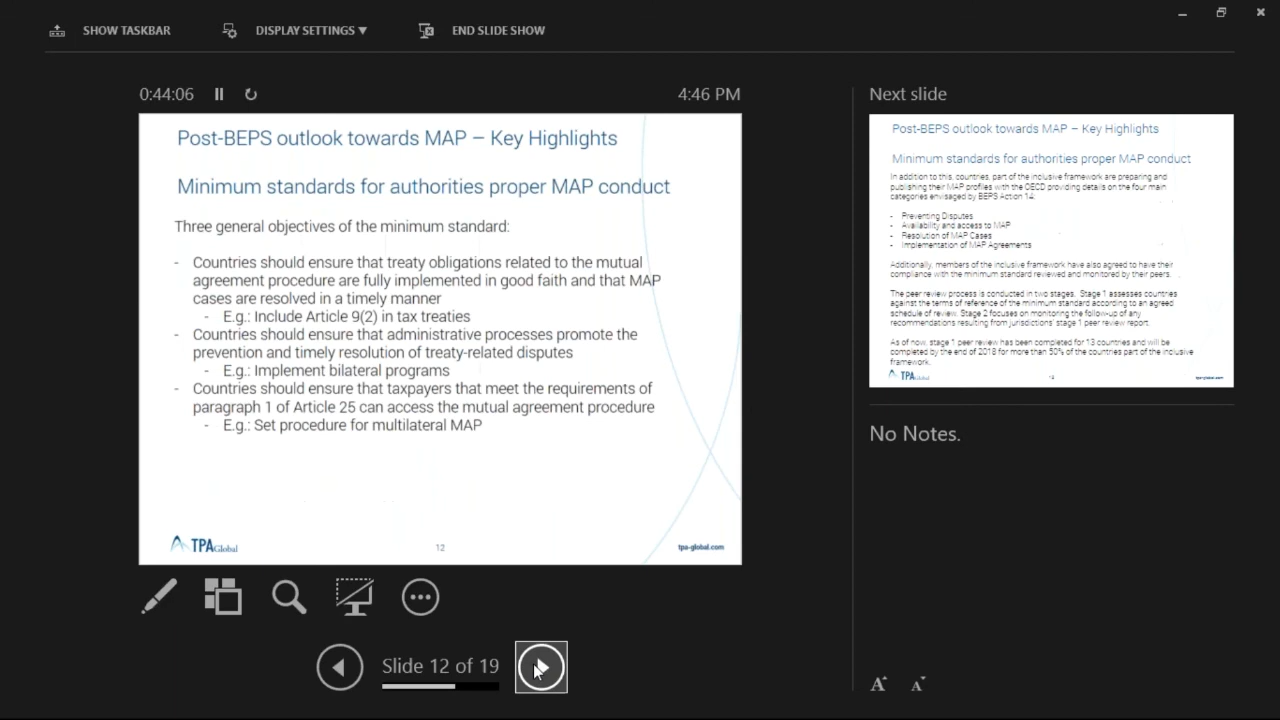 SHOW TASKBAR
DISPLAY SETTINGS ▼
END SLIDE SHOW
0:44:06
4:46 PM
Post-BEPS outlook towards MAP – Key Highlights
Minimum standards for authorities proper MAP conduct
Three general objectives of the minimum standard:
- Countries should ensure that treaty obligations related to the mutual
agreement procedure are fully implemented in good faith and that MAP
cases are resolved in a timely manner
- E.g.: Include Article 9(2) in tax treaties
- Countries should ensure that administrative processes promote the
prevention and timely resolution of treaty-related disputes
- E.g.: Implement bilateral programs
- Countries should ensure that taxpayers that meet the requirements of
paragraph 1 of Article 25 can access the mutual agreement procedure
- E.g.: Set procedure for multilateral MAP
TPA Global
12
tpa-global.com
Slide 12 of 19
Next slide
Post-BEPS outlook towards MAP – Key Highlights
Minimum standards for authorities proper MAP conduct
In addition to this, countries, part of the inclusive framework are preparing and
publishing their MAP profiles with the OECD providing details on the four main
categories envisaged by BEPS Action 14:
- Preventing Disputes
- Availability and access to MAP
- Resolution of MAP Cases
- Implementation of MAP Agreements
Additionally, members of the inclusive framework have also agreed to have their
compliance with the minimum standard reviewed and monitored by their peers.
The peer review process is conducted in two stages. Stage 1 assesses countries
against the terms of reference of the minimum standard according to an agreed
schedule of review. Stage 2 focuses on monitoring the follow-up of any
recommendations resulting from jurisdictions' stage 1 peer review report.
As of now, stage 1 peer review has been completed for 13 countries and will be
completed by the end of 2018 for more than 50% of the countries part of the inclusive
framework.
TPA Global
tpa-global.com
No Notes.
A A